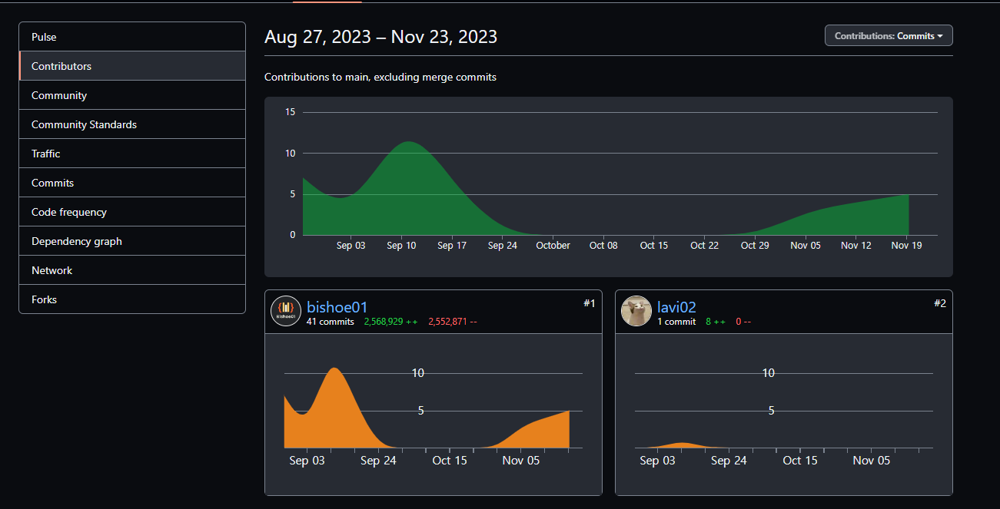 Pulse
Contributors
Community
Community Standards
Traffic
Commits
Code frequency
Dependency graph
Network
Forks
Aug 27, 2023 – Nov 23, 2023
Contributions: Commits
Contributions to main, excluding merge commits
15
10
5
0
Sep 03 Sep 10 Sep 17 Sep 24 October Oct 08 Oct 15 Oct 22 Oct 29 Nov 05 Nov 12 Nov 19
Bishoe01
bishoe01 #1
41 commits 2,568,929 ++ 2,552,871 --
10
5
Sep 03 Sep 24 Oct 15 Nov 05
lavi02 #2
1 commit 8 ++ 0 --
10
5
Sep 03 Sep 24 Oct 15 Nov 05